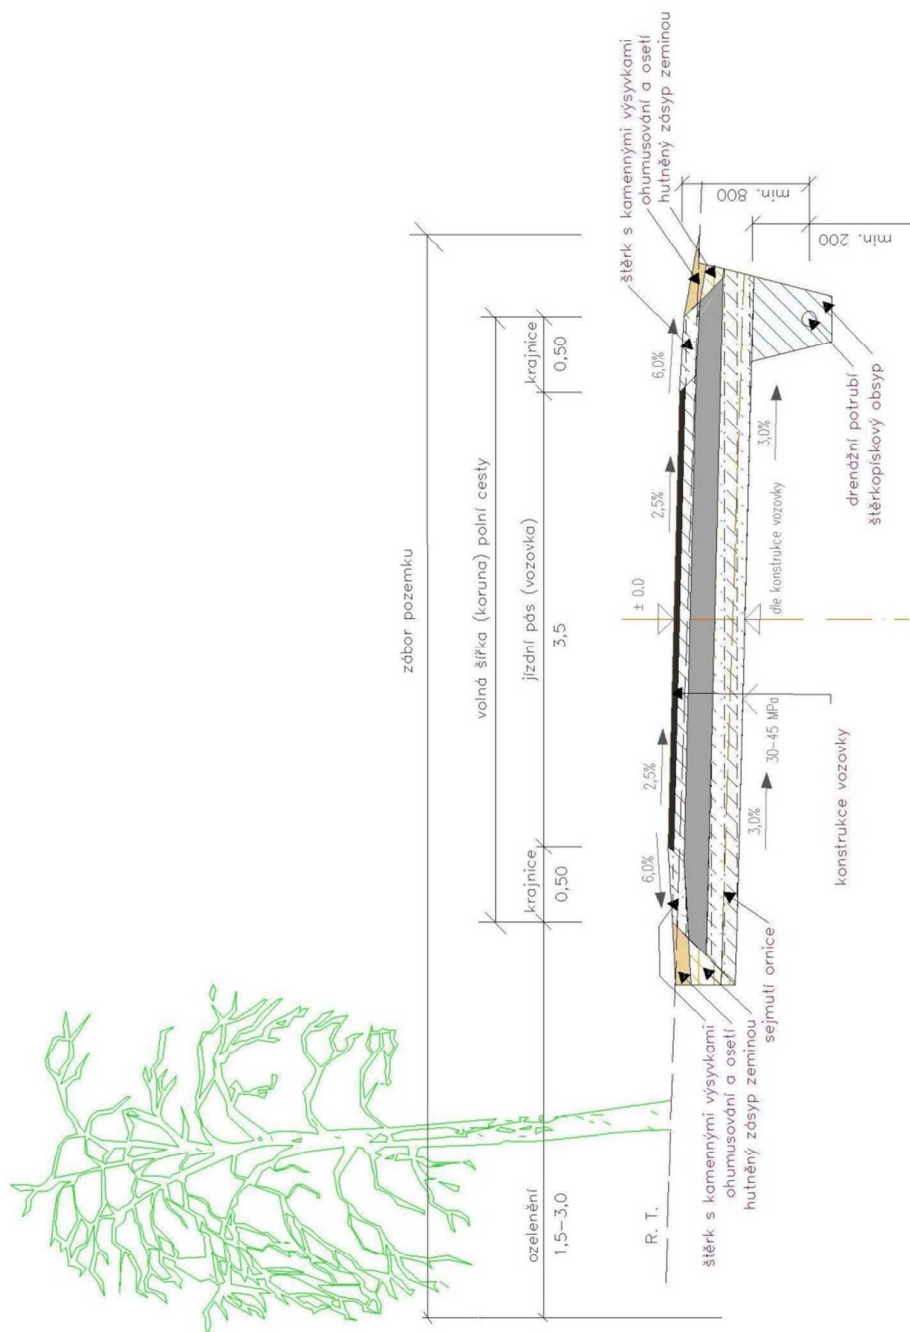 zábor pozemku
volná šířka (koruna) polní cesty
ozelenění
krajnice
jízdní pás (vozovka)
krajnice
1,5–3,0
0,50
3,5
0,50
štěrk s kamennými výsyvkami
ohumusování a osetí
hutněný zásyp zeminou
R. T.
6,0%
2,5%
± 0.0
2,5%
6,0%
min. 800
min. 200
3,0%
30–45 MPa
dle konstrukce vozovky
3,0%
štěrk s kamennými výsyvkami
ohumusování a osetí
hutněný zásyp zeminou
sejmutí ornice
konstrukce vozovky
drenážní potrubí
štěrkopískový obsyp